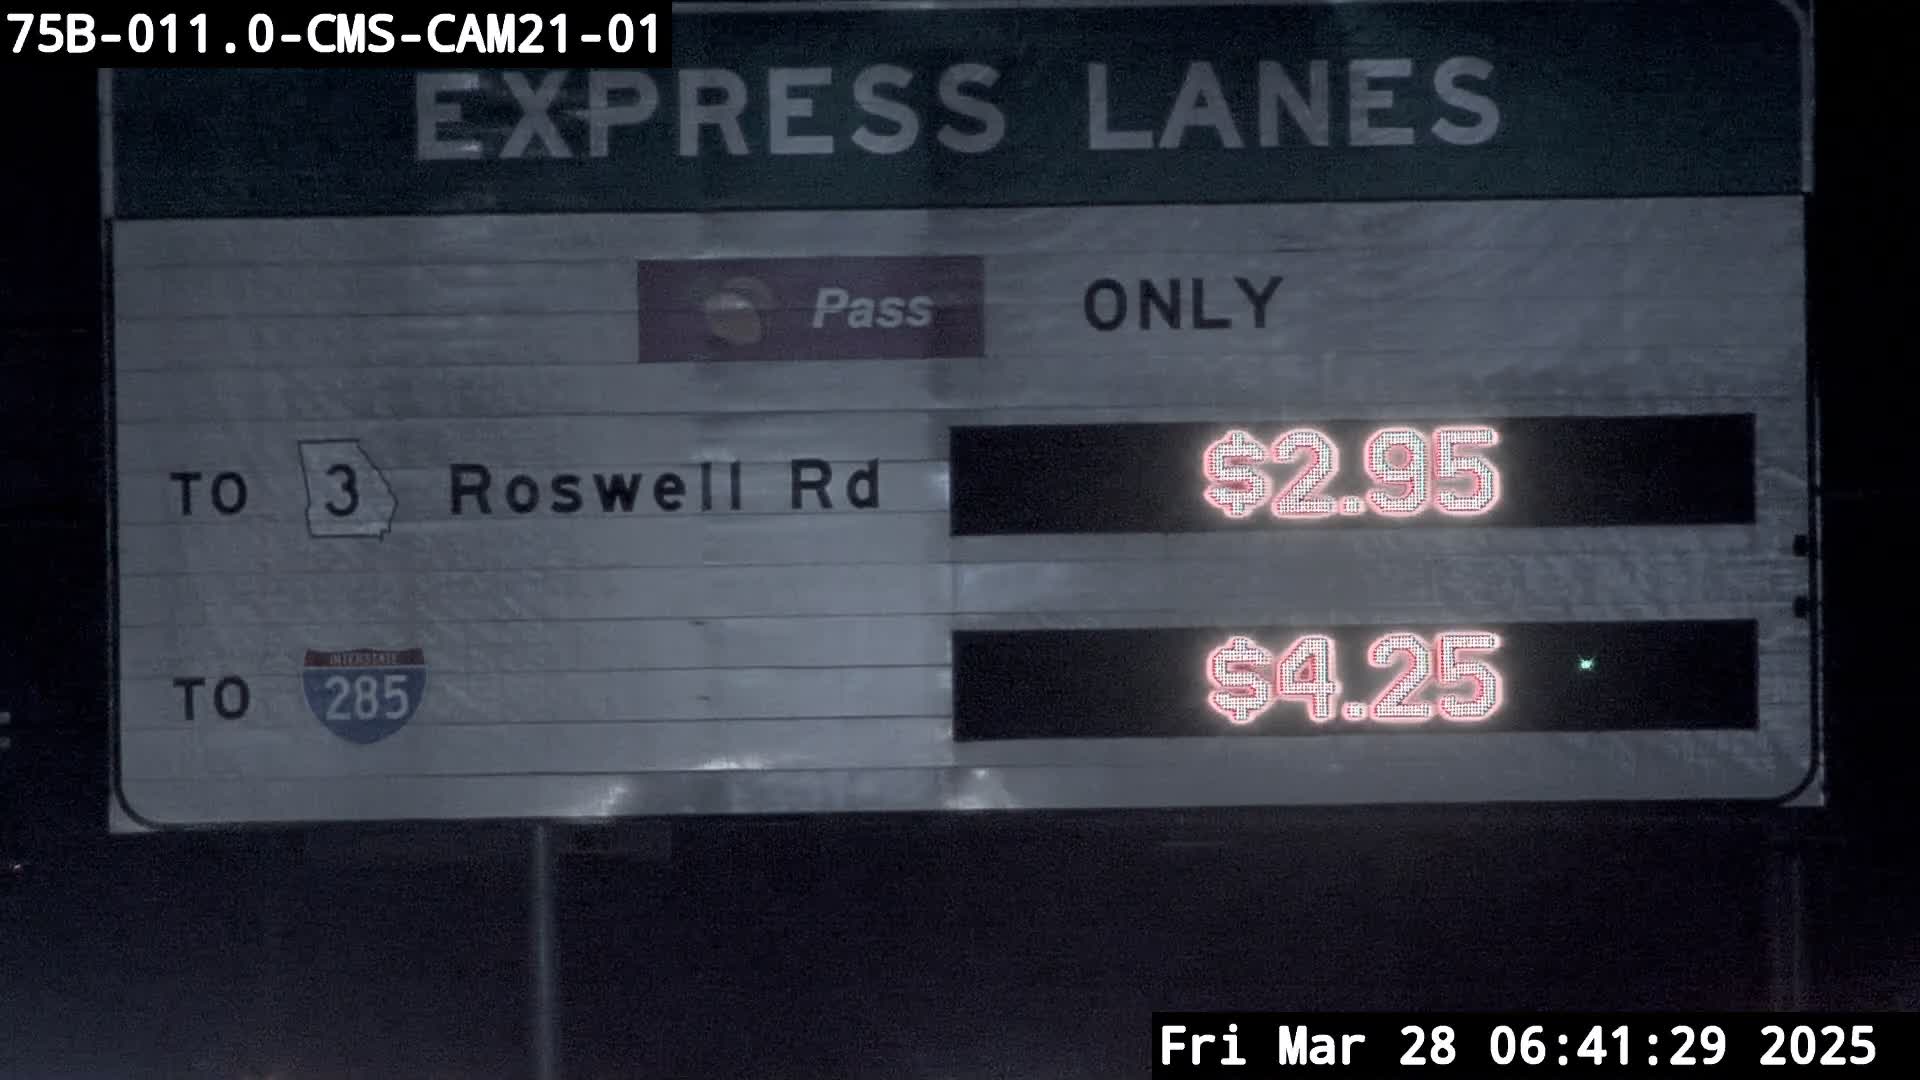 75B-011.0-CMS-CAM21-01
EXPRESS LANES
Pass ONLY
TO 3 Roswell Rd $2.95
INTERSTATE
TO 285 $4.25
Fri Mar 28 06:41:29 2025